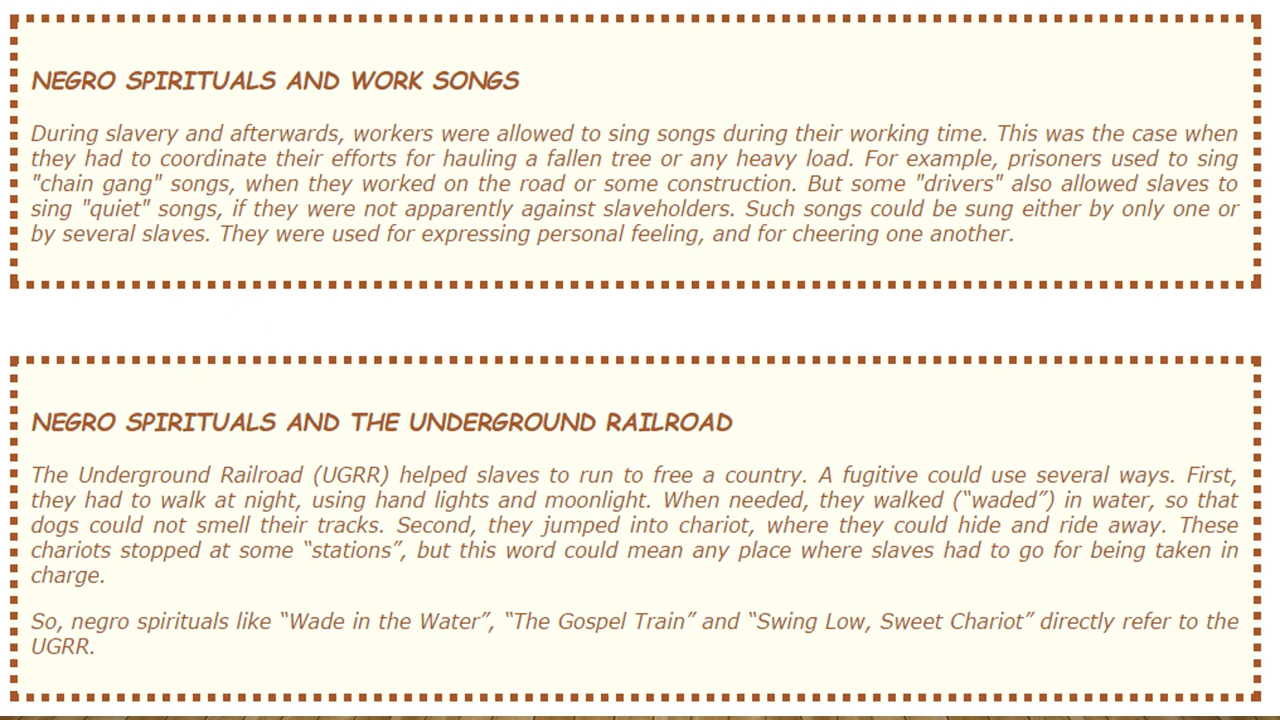 NEGRO SPIRITUALS AND WORK SONGS
During slavery and afterwards, workers were allowed to sing songs during their working time. This was the case when
they had to coordinate their efforts for hauling a fallen tree or any heavy load. For example, prisoners used to sing
"chain gang" songs, when they worked on the road or some construction. But some "drivers" also allowed slaves to
sing "quiet" songs, if they were not apparently against slaveholders. Such songs could be sung either by only one or
by several slaves. They were used for expressing personal feeling, and for cheering one another.
NEGRO SPIRITUALS AND THE UNDERGROUND RAILROAD
The Underground Railroad (UGRR) helped slaves to run to free a country. A fugitive could use several ways. First,
they had to walk at night, using hand lights and moonlight. When needed, they walked (“waded”) in water, so that
dogs could not smell their tracks. Second, they jumped into chariot, where they could hide and ride away. These
chariots stopped at some “stations”, but this word could mean any place where slaves had to go for being taken in
charge.
So, negro spirituals like “Wade in the Water”, “The Gospel Train” and “Swing Low, Sweet Chariot” directly refer to the
UGRR.